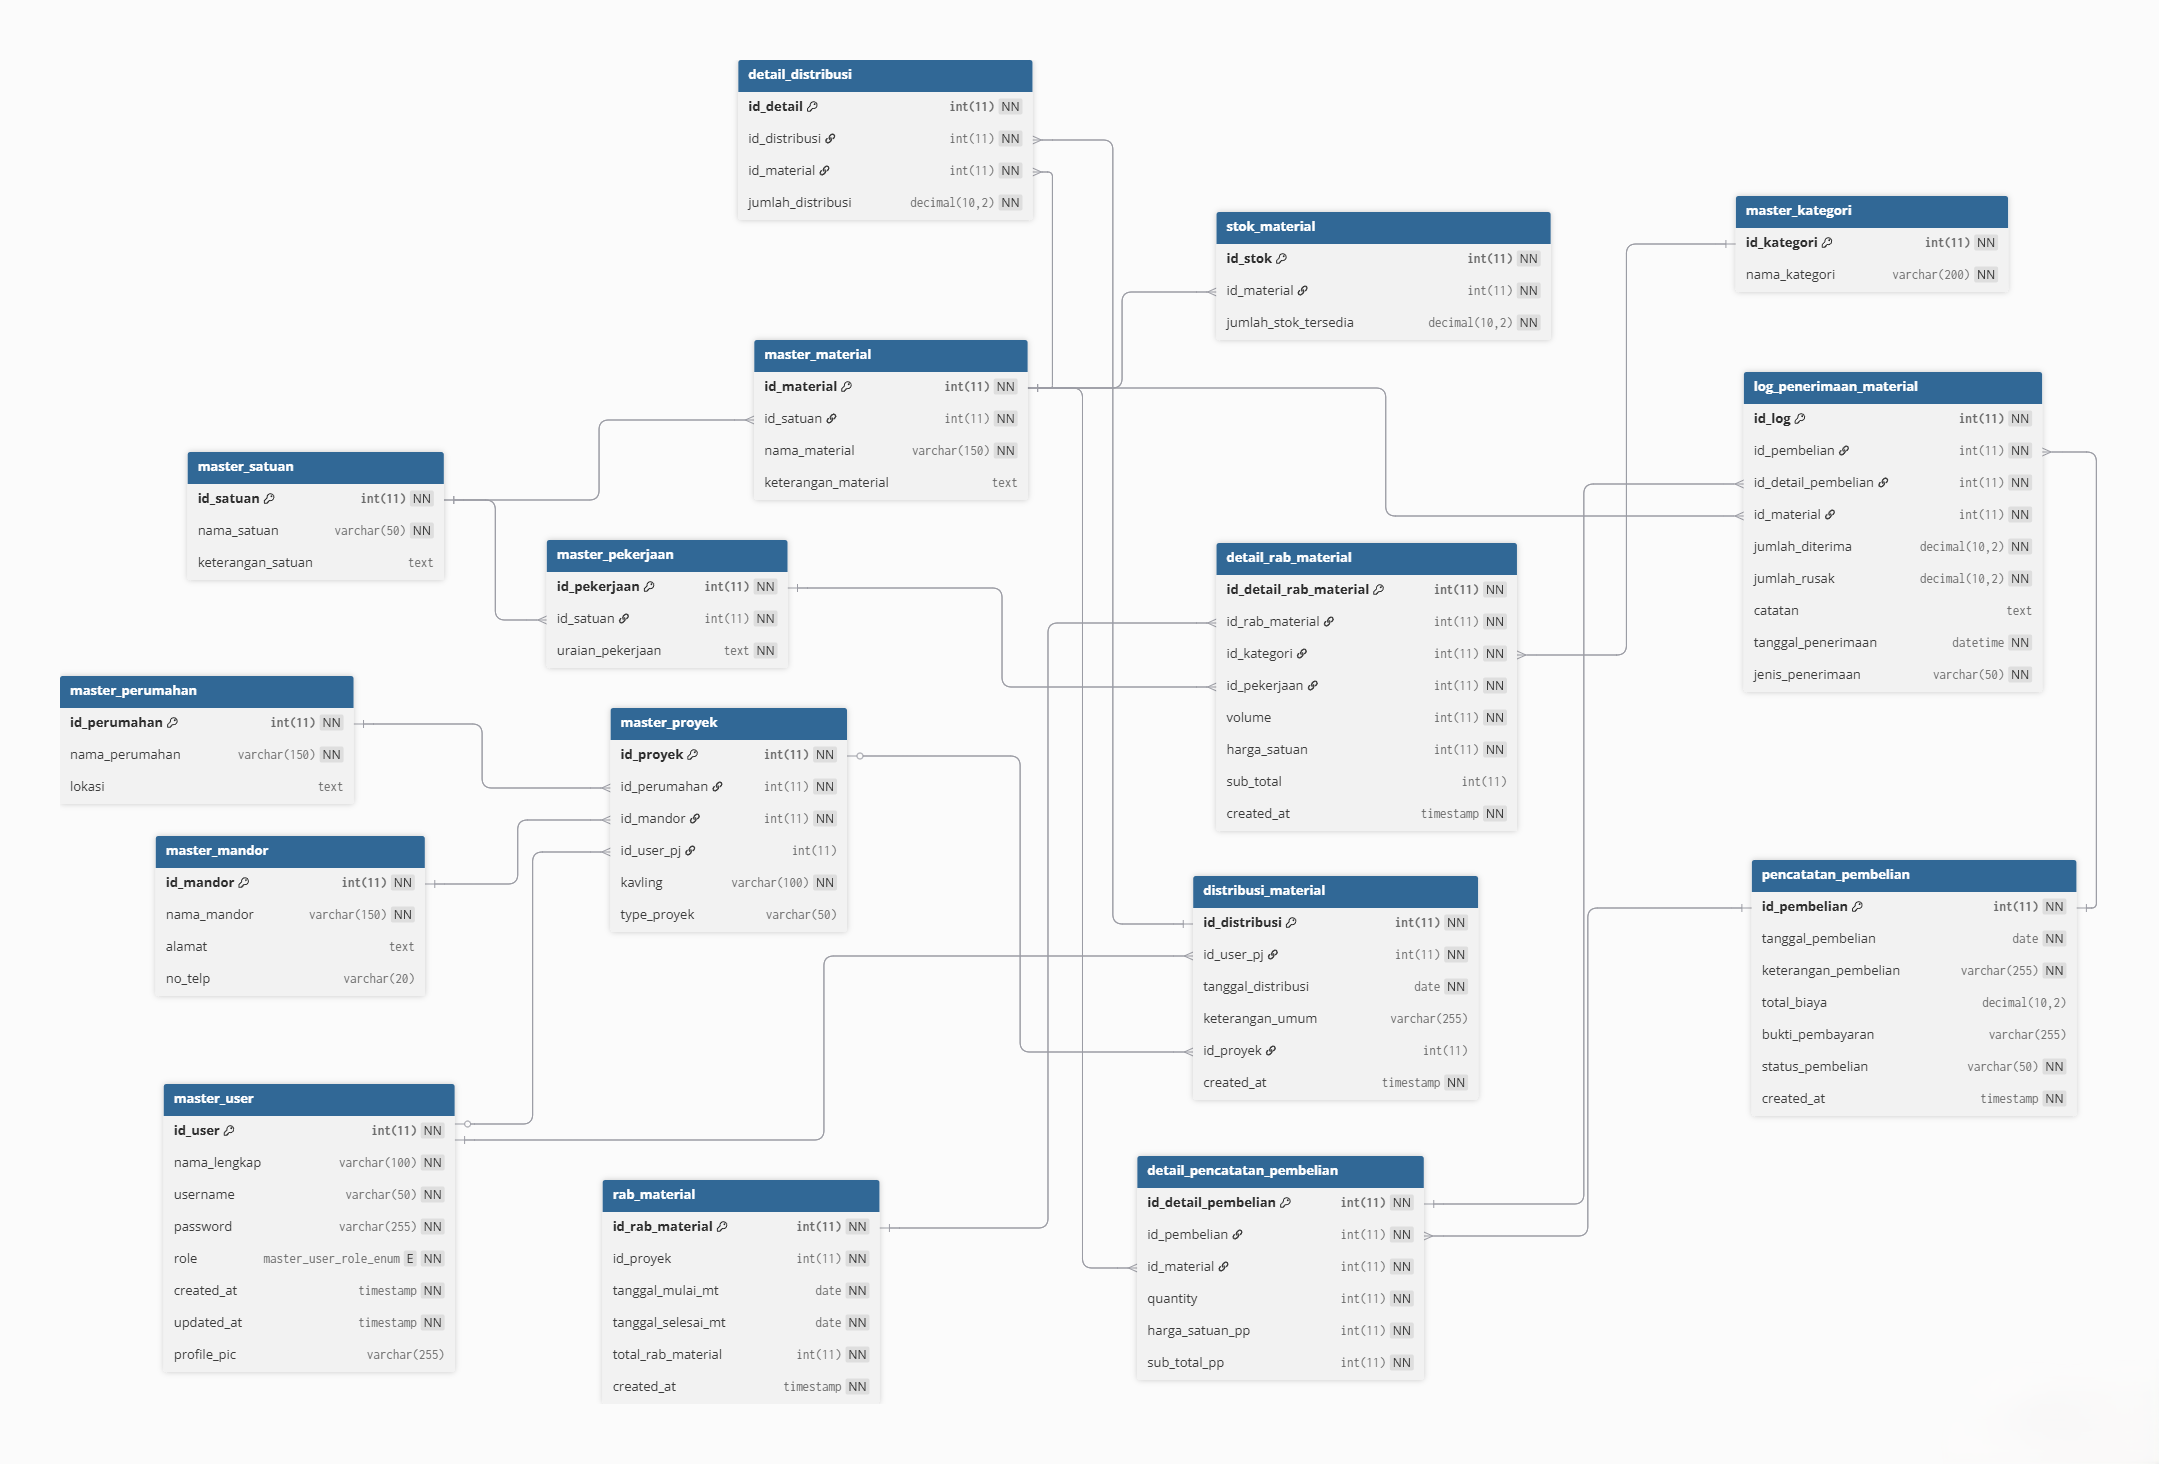 detail_distribusi
id_detail int(11) NN
id_distribusi int(11) NN
id_material int(11) NN
jumlah_distribusi decimal(10,2) NN
stok_material
id_stok int(11) NN
id_material int(11) NN
jumlah_stok_tersedia decimal(10,2) NN
master_kategori
id_kategori int(11) NN
nama_kategori varchar(200) NN
master_material
id_material int(11) NN
id_satuan int(11) NN
nama_material varchar(150) NN
keterangan_material text
log_penerimaan_material
id_log int(11) NN
id_pembelian int(11) NN
id_detail_pembelian int(11) NN
id_material int(11) NN
jumlah_diterima decimal(10,2) NN
jumlah_rusak decimal(10,2) NN
catatan text
tanggal_penerimaan datetime NN
jenis_penerimaan varchar(50) NN
master_satuan
id_satuan int(11) NN
nama_satuan varchar(50) NN
keterangan_satuan text
master_pekerjaan
id_pekerjaan int(11) NN
id_satuan int(11) NN
uraian_pekerjaan text NN
detail_rab_material
id_detail_rab_material int(11) NN
id_rab_material int(11) NN
id_kategori int(11) NN
id_pekerjaan int(11) NN
volume int(11) NN
harga_satuan int(11) NN
sub_total int(11)
created_at timestamp NN
master_perumahan
id_perumahan int(11) NN
nama_perumahan varchar(150) NN
lokasi text
master_proyek
id_proyek int(11) NN
id_perumahan int(11) NN
id_mandor int(11) NN
id_user_pj int(11)
kavling varchar(100) NN
type_proyek varchar(50)
master_mandor
id_mandor int(11) NN
nama_mandor varchar(150) NN
alamat text
no_telp varchar(20)
distribusi_material
id_distribusi int(11) NN
id_user_pj int(11) NN
tanggal_distribusi date NN
keterangan_umum varchar(255)
id_proyek int(11)
created_at timestamp NN
pencatatan_pembelian
id_pembelian int(11) NN
tanggal_pembelian date NN
keterangan_pembelian varchar(255) NN
total_biaya decimal(10,2)
bukti_pembayaran varchar(255)
status_pembelian varchar(50) NN
created_at timestamp NN
master_user
id_user int(11) NN
nama_lengkap varchar(100) NN
username varchar(50) NN
password varchar(255) NN
role master_user_role_enum E NN
created_at timestamp NN
updated_at timestamp NN
profile_pic varchar(255)
rab_material
id_rab_material int(11) NN
id_proyek int(11) NN
tanggal_mulai_mt date NN
tanggal_selesai_mt date NN
total_rab_material int(11) NN
created_at timestamp NN
detail_pencatatan_pembelian
id_detail_pembelian int(11) NN
id_pembelian int(11) NN
id_material int(11) NN
quantity int(11) NN
harga_satuan_pp int(11) NN
sub_total_pp int(11) NN